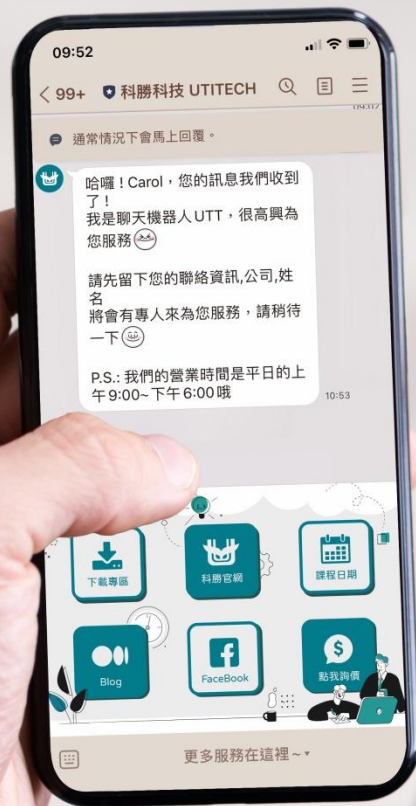 09:52
99+ 科勝科技 UTITECH
通常情況下會馬上回覆。
哈囉！Carol，您的訊息我們收到
了！
我是聊天機器人UTT，很高興為
您服務
請先留下您的聯絡資訊,公司,姓
名
將會有專人來為您服務，請稍待
一下
P.S.: 我們的營業時間是平日的上
午9:00~下午6:00哦
10:53
下載專區
科勝官網
課程日期
Blog
FaceBook
點我詢價
更多服務在這裡~